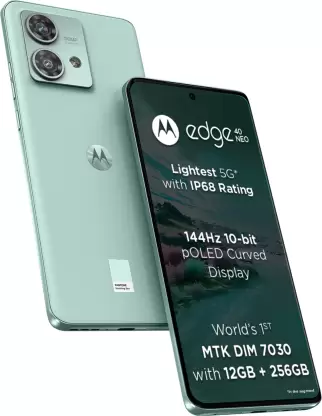 edge 40
NEO
Lightest 5G*
with IP68 Rating
144Hz 10-bit
pOLED Curved
Display
World's 1ST
MTK DIM 7030
with 12GB + 256GB